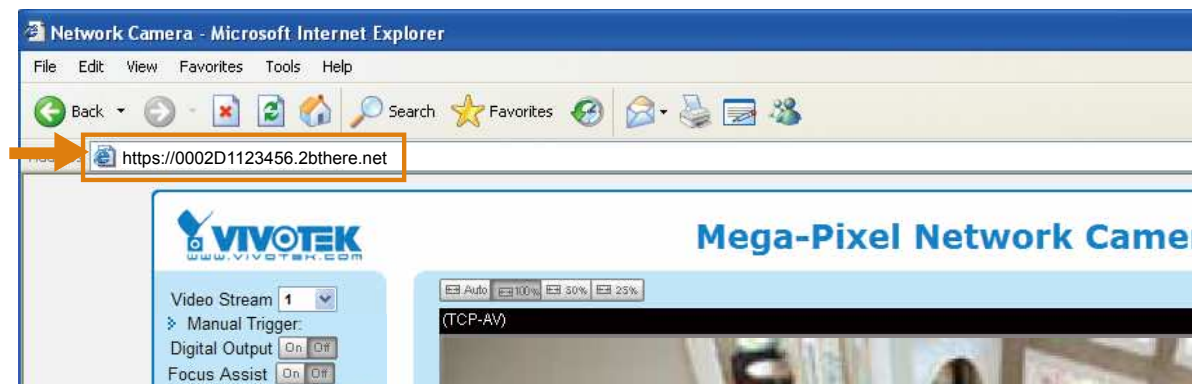 Network Camera - Microsoft Internet Explorer
File Edit View Favorites Tools Help
Back Search Favorites
https://0002D1123456.2bthere.net
VIVOTEK
www.vivotek.com
Mega-Pixel Network
Video Stream 1
Auto 100% 50% 25%
Manual Trigger:
(TCP-AV)
Digital Output On Off
Focus Assist On Off